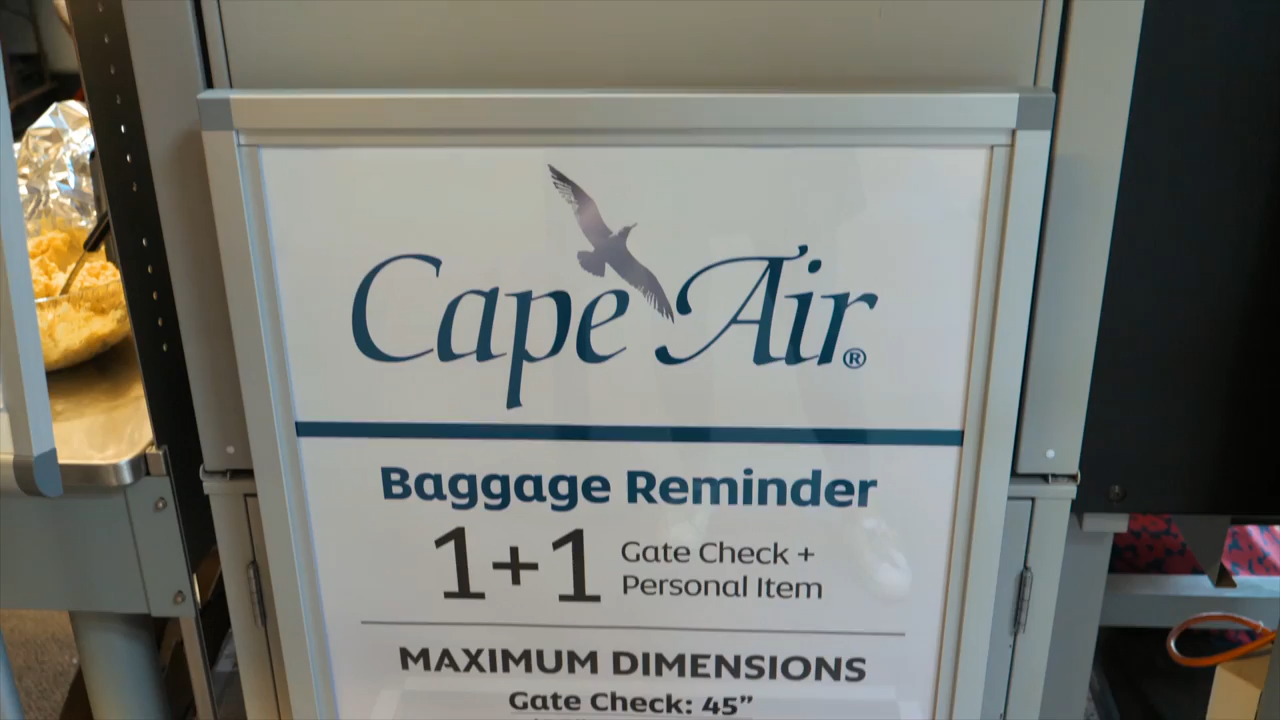 Cape Air®
Baggage Reminder
1+1 Gate Check +
Personal Item
MAXIMUM DIMENSIONS
Gate Check: 45”